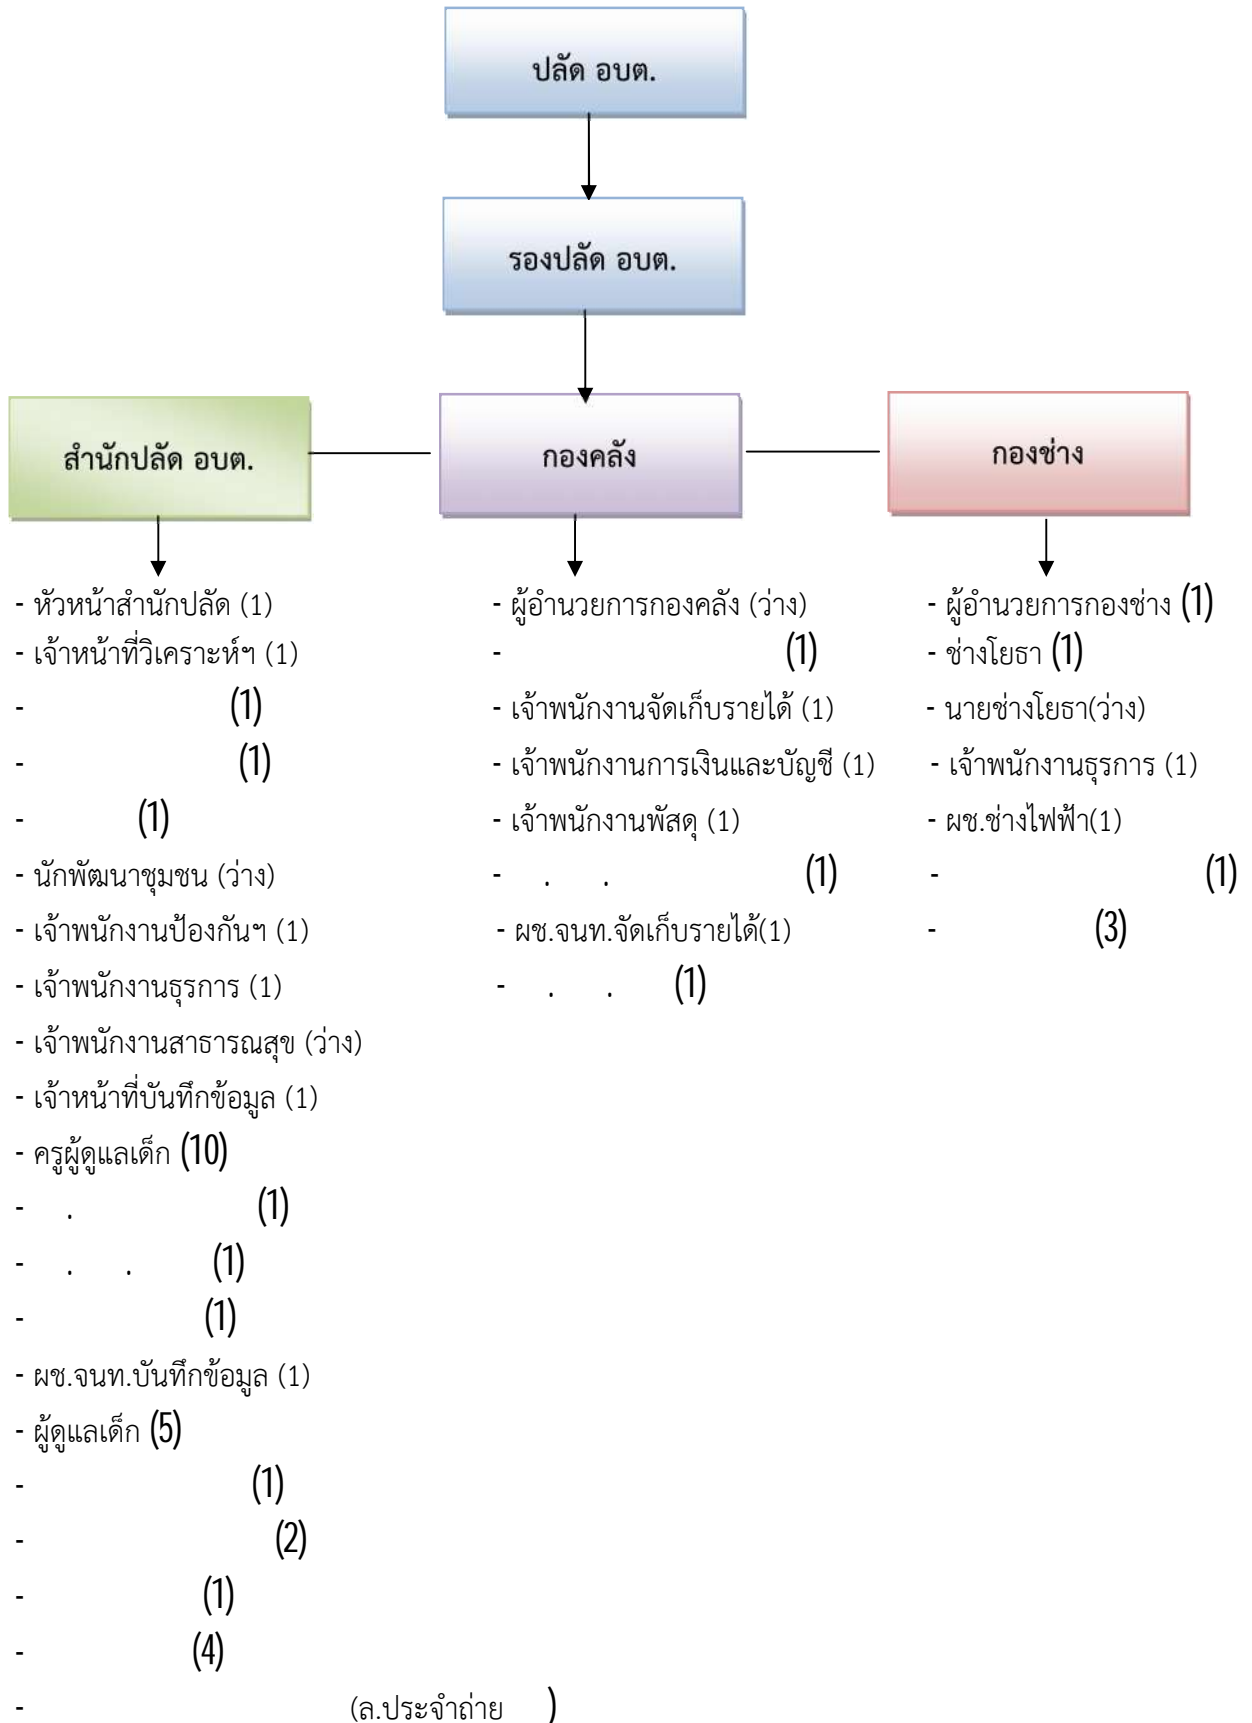 ปลัด อบต.
รองปลัด อบต.
สำนักปลัด อบต.
กองคลัง
กองช่าง
- หัวหน้าสำนักปลัด (1)
- เจ้าหน้าที่วิเคราะห์ฯ (1)
- (1)
- (1)
- (1)
- นักพัฒนาชุมชน (ว่าง)
- เจ้าพนักงานป้องกันฯ (1)
- เจ้าพนักงานธุรการ (1)
- เจ้าพนักงานสาธารณสุข (ว่าง)
- เจ้าหน้าที่บันทึกข้อมูล (1)
- ครูผู้ดูแลเด็ก (10)
- . (1)
- . . (1)
- (1)
- ผช.จนท.บันทึกข้อมูล (1)
- ผู้ดูแลเด็ก (5)
- (1)
- (2)
- (1)
- (4)
- (ล.ประจำถ่าย )
- ผู้อำนวยการกองคลัง (ว่าง)
- (1)
- เจ้าพนักงานจัดเก็บรายได้ (1)
- เจ้าพนักงานการเงินและบัญชี (1)
- เจ้าพนักงานพัสดุ (1)
- . . (1)
- ผช.จนท.จัดเก็บรายได้(1)
- . . (1)
- ผู้อำนวยการกองช่าง (1)
- ช่างโยธา (1)
- นายช่างโยธา(ว่าง)
- เจ้าพนักงานธุรการ (1)
- ผช.ช่างไฟฟ้า(1)
- (1)
- (3)